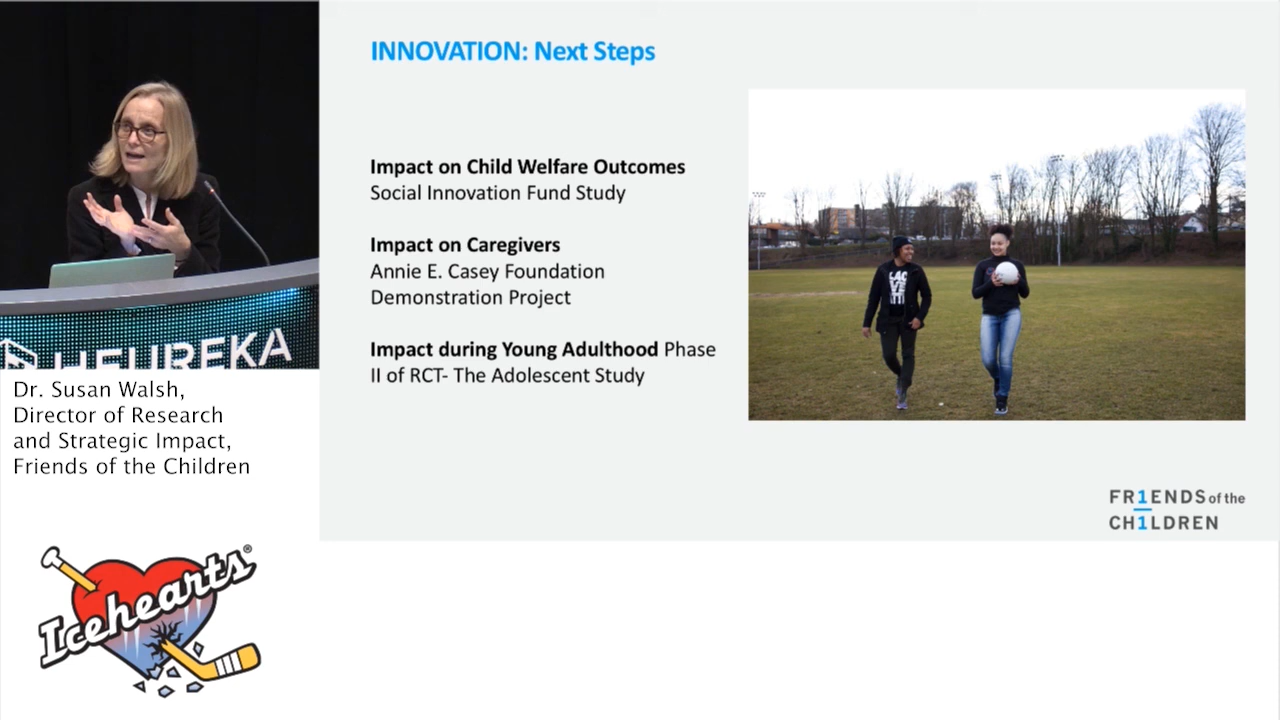 INNOVATION: Next Steps
Impact on Child Welfare Outcomes
Social Innovation Fund Study
Impact on Caregivers
Annie E. Casey Foundation
Demonstration Project
Impact during Young Adulthood Phase
II of RCT- The Adolescent Study
FR1ENDS of the
CH1LDREN
HEUREKA
Dr. Susan Walsh,
Director of Research
and Strategic Impact,
Friends of the Children
Icehearts®